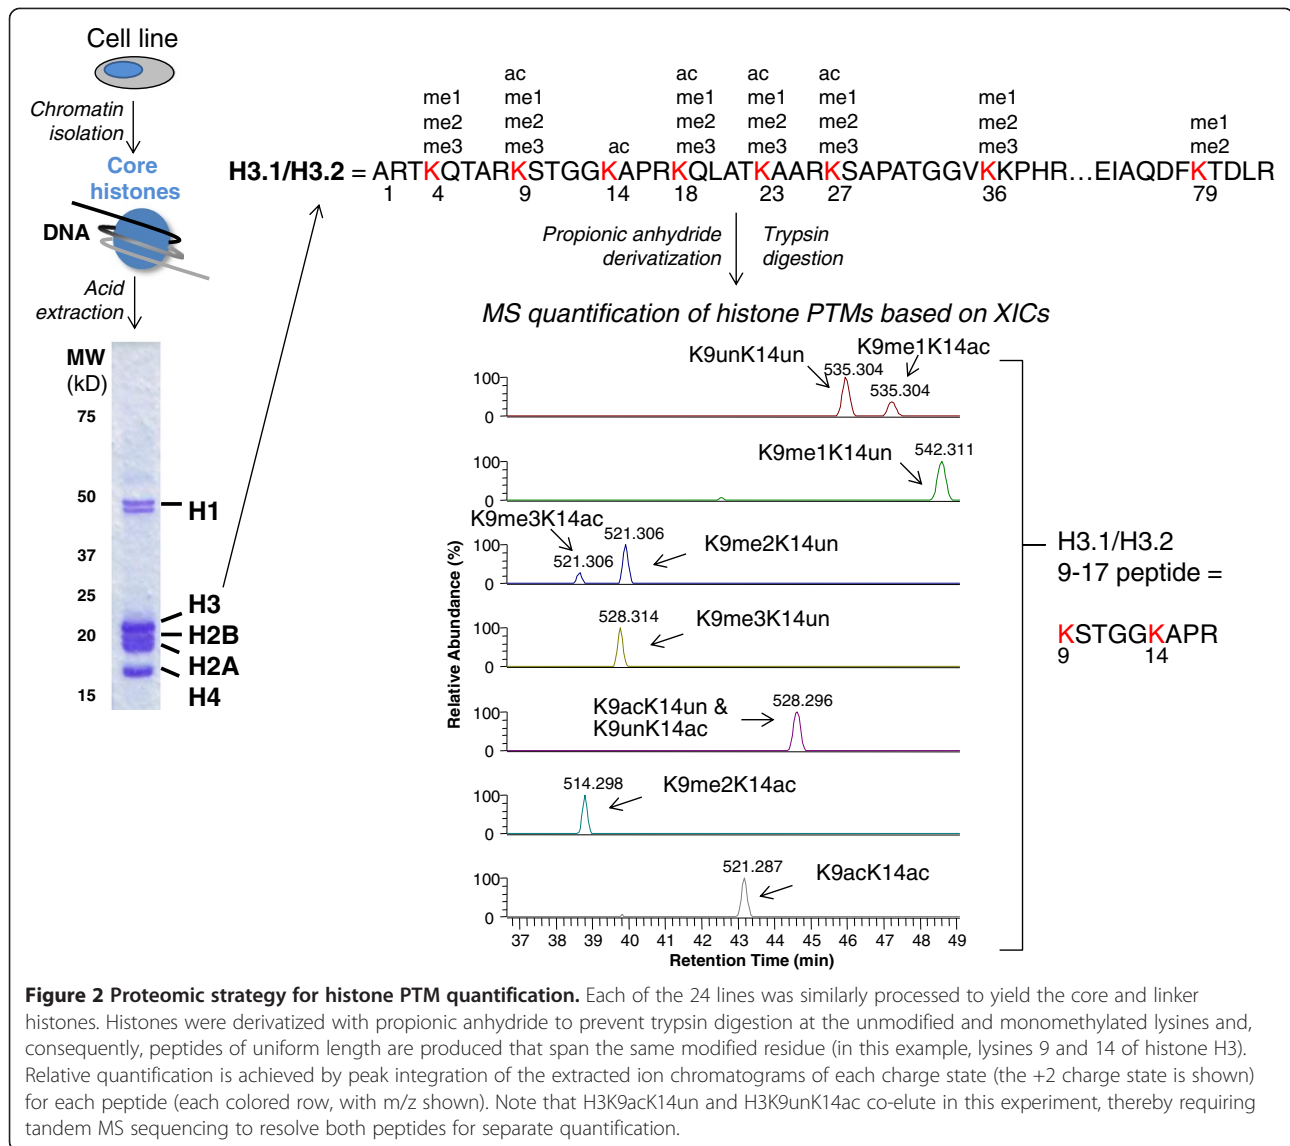 Cell line
Chromatin
isolation
Core
histones
DNA
Acid
extraction
MW
(kD)
75
50
37
25
20
15
H1
H3
H2B
H2A
H4
ac ac ac ac
me1 me1 me1 me1 me1 me1 me1
me2 me2 me2 me2 me2 me2 me2
me3 me3 ac me3 me3 me3 me3
H3.1/H3.2 = ARTKQTARKSTGGKAPRKQLATKAARKSAPATGGVKKPHR...EIAQDFKTDLR
1 4 9 14 18 23 27 36 79
Propionic anhydride
derivatization
Trypsin
digestion
MS quantification of histone PTMs based on XICs
K9unK14un
K9me1K14ac
535.304
535.304
100
0
K9me1K14un
542.311
100
0
K9me3K14ac
521.306
521.306
K9me2K14un
100
0
528.314
K9me3K14un
100
0
K9acK14un &
K9unK14ac
528.296
100
0
514.298
K9me2K14ac
100
0
521.287
K9acK14ac
100
0
Relative Abundance (%)
37 38 39 40 41 42 43 44 45 46 47 48 49
Retention Time (min)
H3.1/H3.2
9-17 peptide =
KSTGGKAPR
9 14
Figure 2 Proteomic strategy for histone PTM quantification. Each of the 24 lines was similarly processed to yield the core and linker
histones. Histones were derivatized with propionic anhydride to prevent trypsin digestion at the unmodified and monomethylated lysines and,
consequently, peptides of uniform length are produced that span the same modified residue (in this example, lysines 9 and 14 of histone H3).
Relative quantification is achieved by peak integration of the extracted ion chromatograms of each charge state (the +2 charge state is shown)
for each peptide (each colored row, with m/z shown). Note that H3K9acK14un and H3K9unK14ac co-elute in this experiment, thereby requiring
tandem MS sequencing to resolve both peptides for separate quantification.